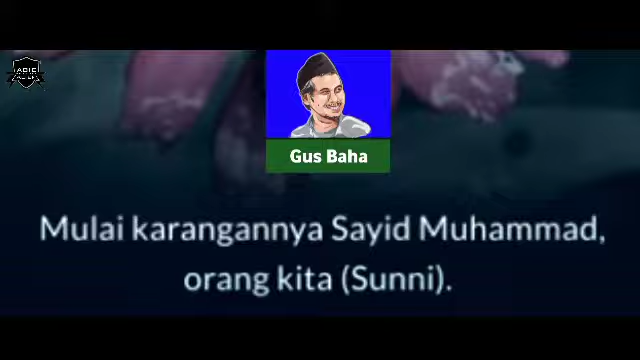 Gus Baha
Mulai karangannya Sayid Muhammad,
orang kita (Sunni).